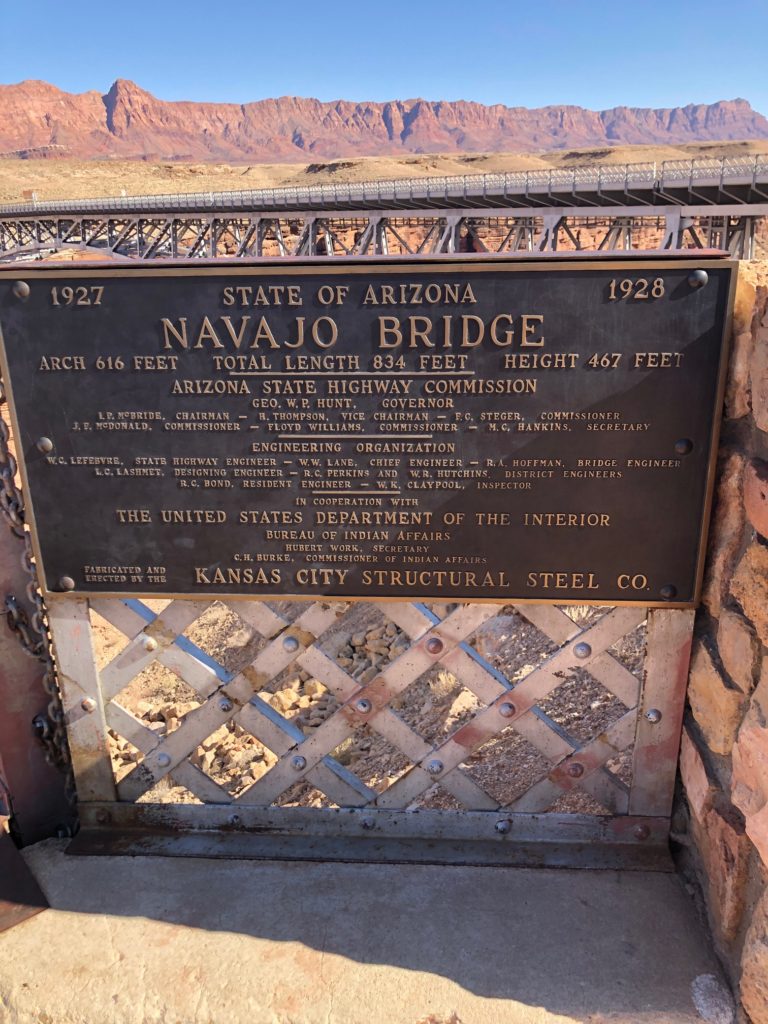 1927 STATE OF ARIZONA 1928
NAVAJO BRIDGE
ARCH 616 FEET TOTAL LENGTH 834 FEET HEIGHT 467 FEET
ARIZONA STATE HIGHWAY COMMISSION
GEO. W. P. HUNT, GOVERNOR
I. P. McBRIDE, CHAIRMAN — H. THOMPSON, VICE CHAIRMAN — F. C. STEGER, COMMISSIONER
J. E. McDONALD, COMMISSIONER — FLOYD WILLIAMS, COMMISSIONER — M. C. HANKINS, SECRETARY
ENGINEERING ORGANIZATION
W. C. LEFEBVRE, STATE HIGHWAY ENGINEER — W. W. LANE, CHIEF ENGINEER — R. A. HOFFMAN, BRIDGE ENGINEER
L. C. LASHMET, DESIGNING ENGINEER — R. C. PERKINS AND W. R. HUTCHINS, DISTRICT ENGINEERS
R. C. BOND, RESIDENT ENGINEER — W. K. CLAYPOOL, INSPECTOR
IN COOPERATION WITH
THE UNITED STATES DEPARTMENT OF THE INTERIOR
BUREAU OF INDIAN AFFAIRS
HUBERT WORK, SECRETARY
C. H. BURKE, COMMISSIONER OF INDIAN AFFAIRS
FABRICATED AND
ERECTED BY THE KANSAS CITY STRUCTURAL STEEL CO.